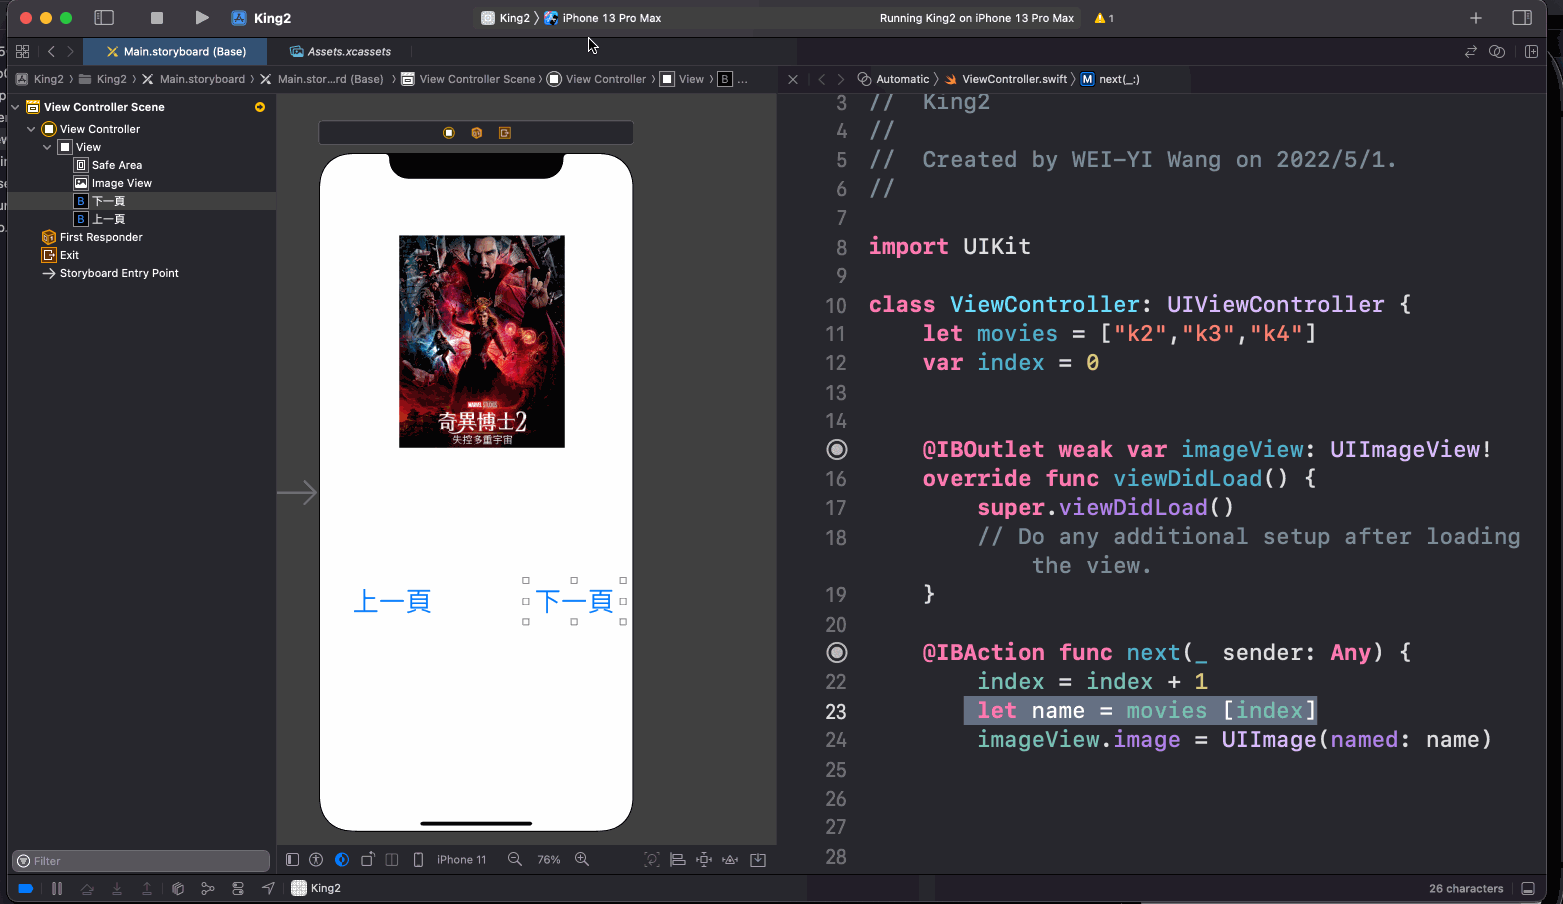 King2
King2 〉 iPhone 13 Pro Max
Running King2 on iPhone 13 Pro Max
1
Main.storyboard (Base)
Assets.xcassets
King2 〉 King2 〉 Main.storyboard 〉 Main.stor...rd (Base) 〉 View Controller Scene 〉 View Controller 〉 View 〉 B ...
Automatic 〉 ViewController.swift 〉 M next(_:)
View Controller Scene
View Controller
View
Safe Area
Image View
B 下一頁
B 上一頁
First Responder
Exit
Storyboard Entry Point
MARVEL STUDIOS
奇異博士2
失控多重宇宙
上一頁
下一頁
3 //  King2
4 //
5 //  Created by WEI-YI Wang on 2022/5/1.
6 //
7
8 import UIKit
9
10 class ViewController: UIViewController {
11     let movies = ["k2","k3","k4"]
12     var index = 0
13
14
@IBOutlet weak var imageView: UIImageView!
16     override func viewDidLoad() {
17         super.viewDidLoad()
18         // Do any additional setup after loading
the view.
19     }
20
@IBAction func next(_ sender: Any) {
22         index = index + 1
23         let name = movies [index]
24         imageView.image = UIImage(named: name)
25
26
27
28
Filter
iPhone 11
76%
King2
26 characters